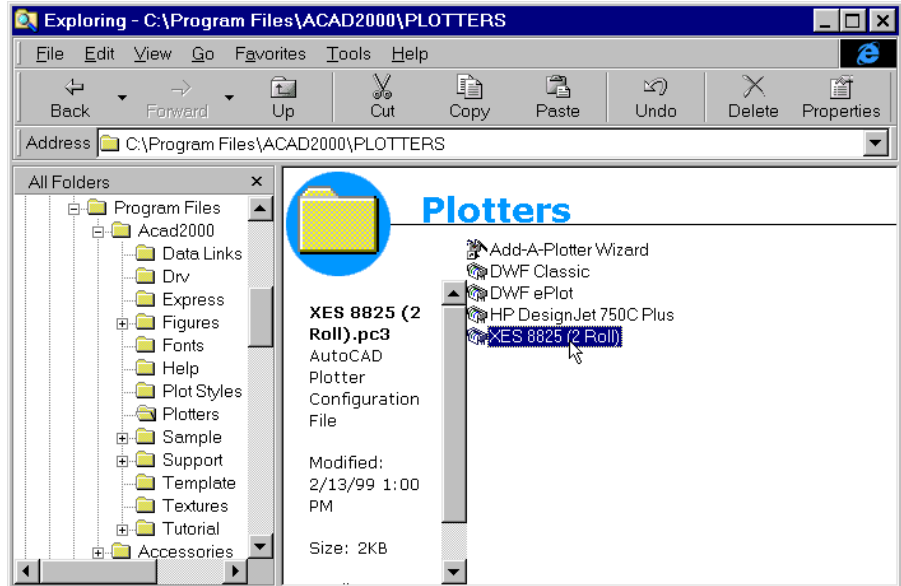 Exploring - C:\Program Files\ACAD2000\PLOTTERS
File Edit View Go Favorites Tools Help
Back Forward Up Cut Copy Paste Undo Delete Properties
Address C:\Program Files\ACAD2000\PLOTTERS
All Folders
Program Files
Acad2000
Data Links
Drv
Express
Figures
Fonts
Help
Plot Styles
Plotters
Sample
Support
Template
Textures
Tutorial
Accessories
Plotters
XES 8825 (2
Roll).pc3
AutoCAD
Plotter
Configuration
File
Modified:
2/13/99 1:00
PM
Size: 2KB
Add-A-Plotter Wizard
DWF Classic
DWF ePlot
HP DesignJet 750C Plus
XES 8825 (2 Roll)